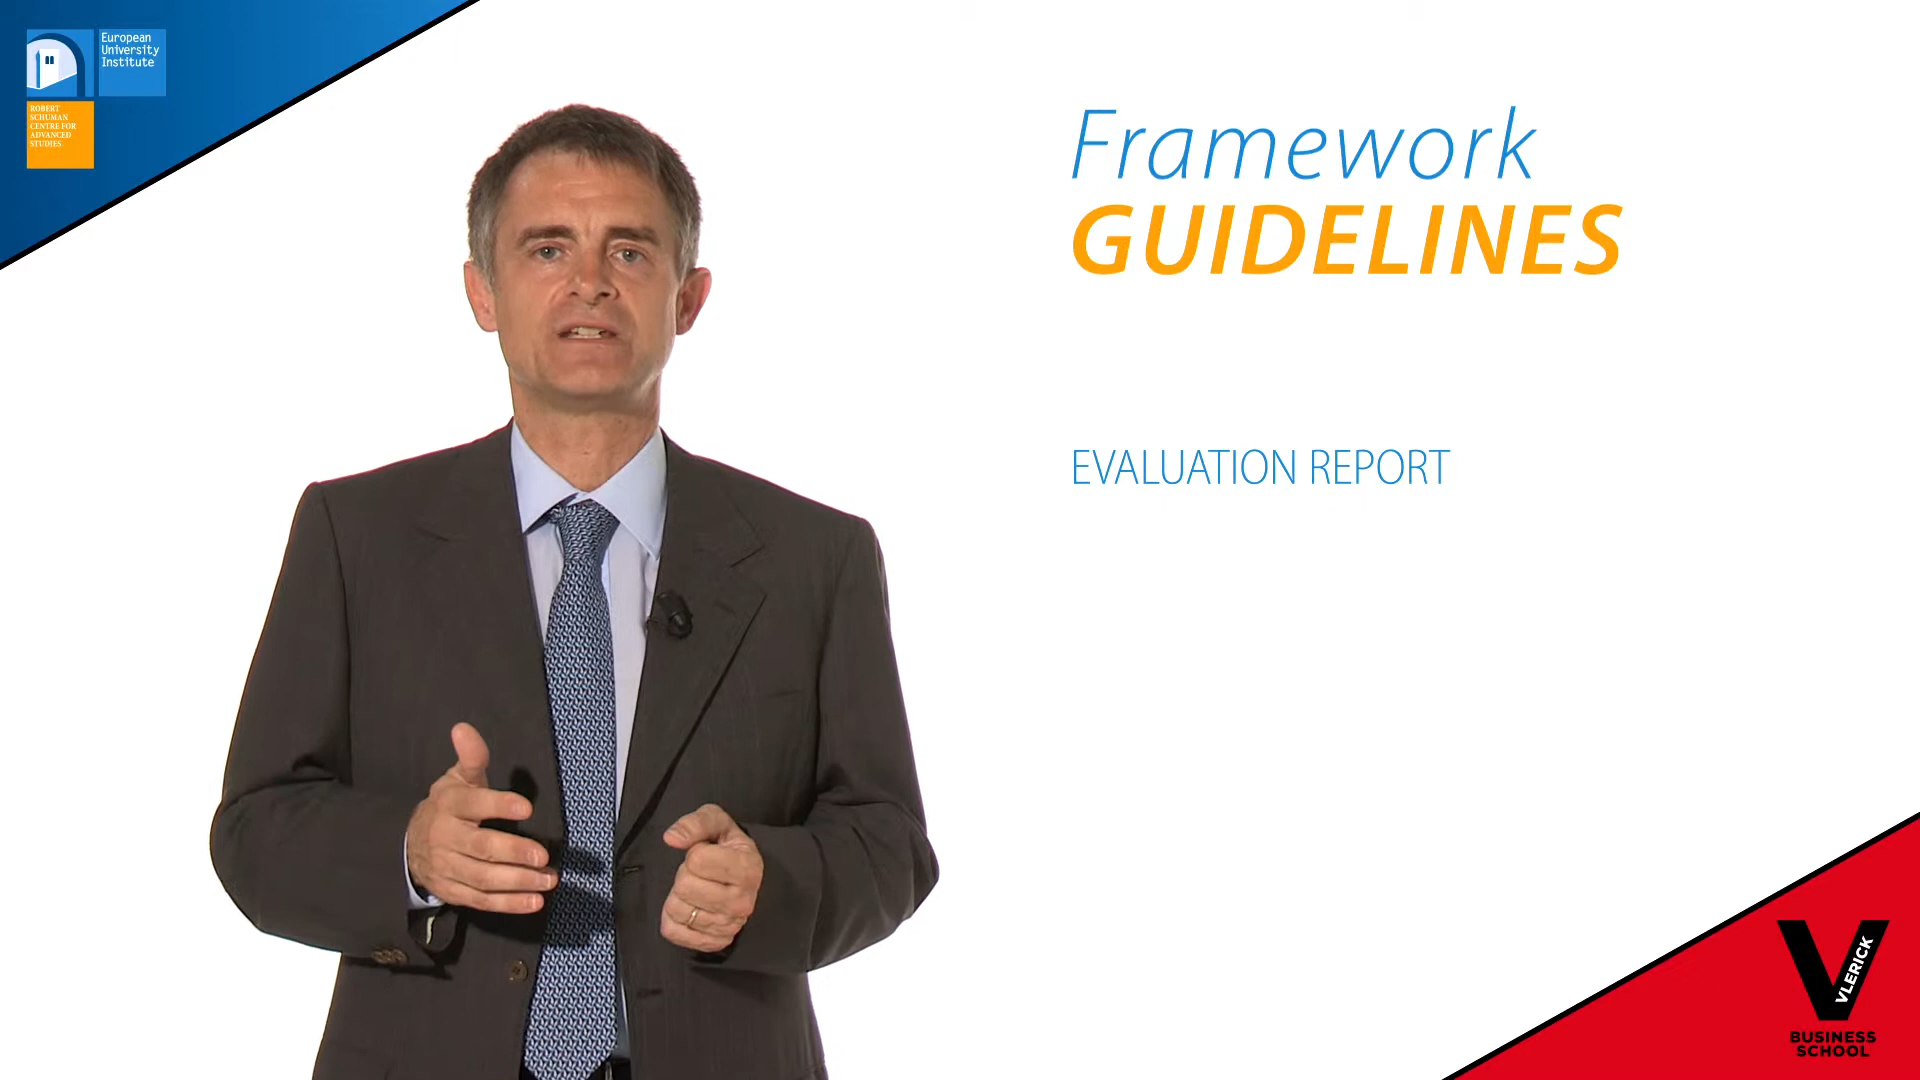 European
University
Institute
ROBERT
SCHUMAN
CENTRE FOR
ADVANCED
STUDIES
Framework
GUIDELINES
EVALUATION REPORT
VLERICK
BUSINESS
SCHOOL